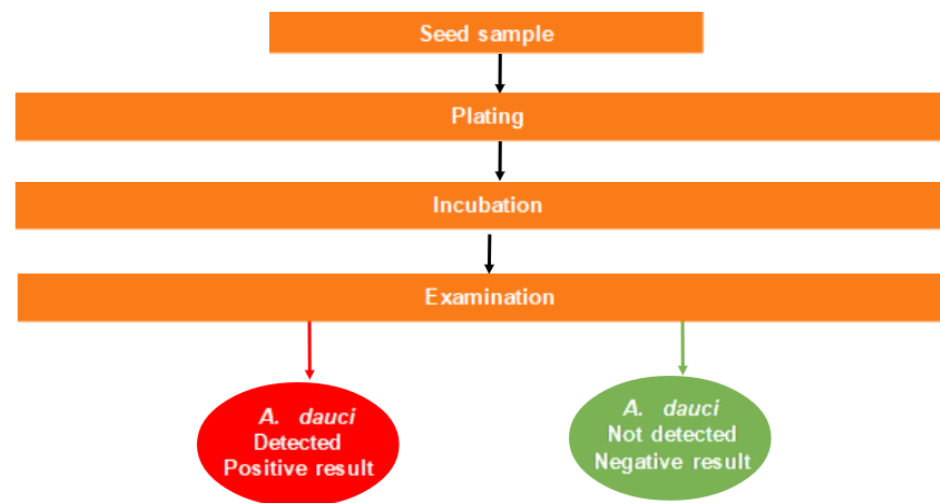 Seed sample
Plating
Incubation
Examination
A. dauci
Detected
Positive result
A. dauci
Not detected
Negative result